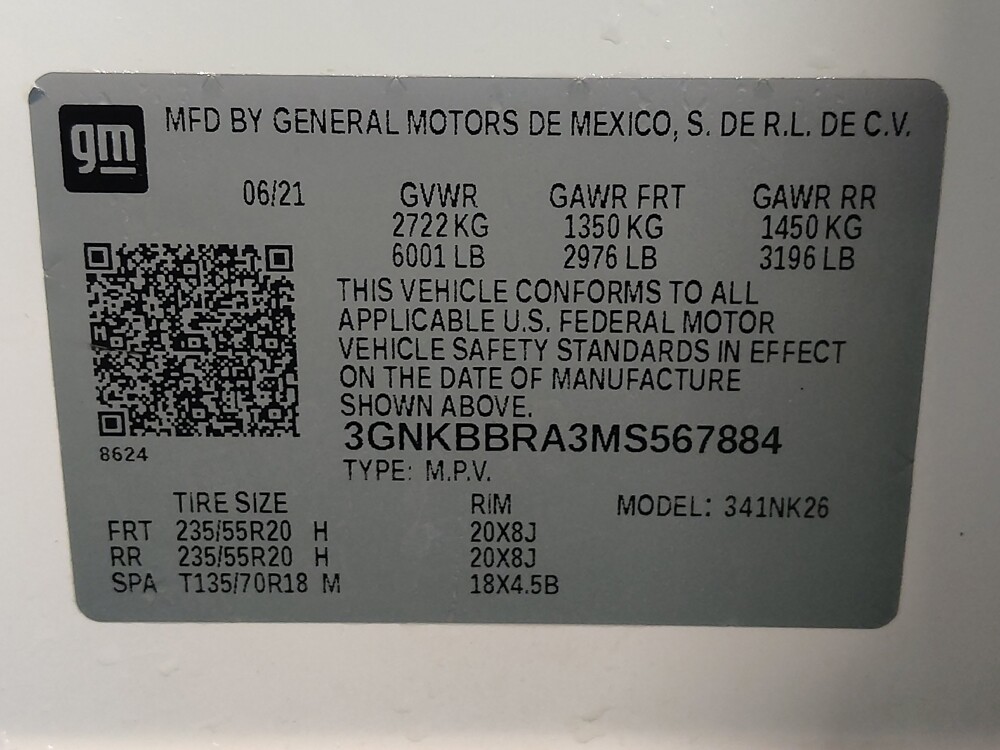 gm
MFD BY GENERAL MOTORS DE MEXICO, S. DE R.L. DE C.V.
06/21 GVWR GAWR FRT GAWR RR
2722 KG 1350 KG 1450 KG
6001 LB 2976 LB 3196 LB
THIS VEHICLE CONFORMS TO ALL
APPLICABLE U.S. FEDERAL MOTOR
VEHICLE SAFETY STANDARDS IN EFFECT
ON THE DATE OF MANUFACTURE
SHOWN ABOVE.
3GNKBBRA3MS567884
8624
TYPE: M.P.V.
TIRE SIZE RIM MODEL: 341NK26
FRT 235/55R20 H 20X8J
RR 235/55R20 H 20X8J
SPA T135/70R18 M 18X4.5B